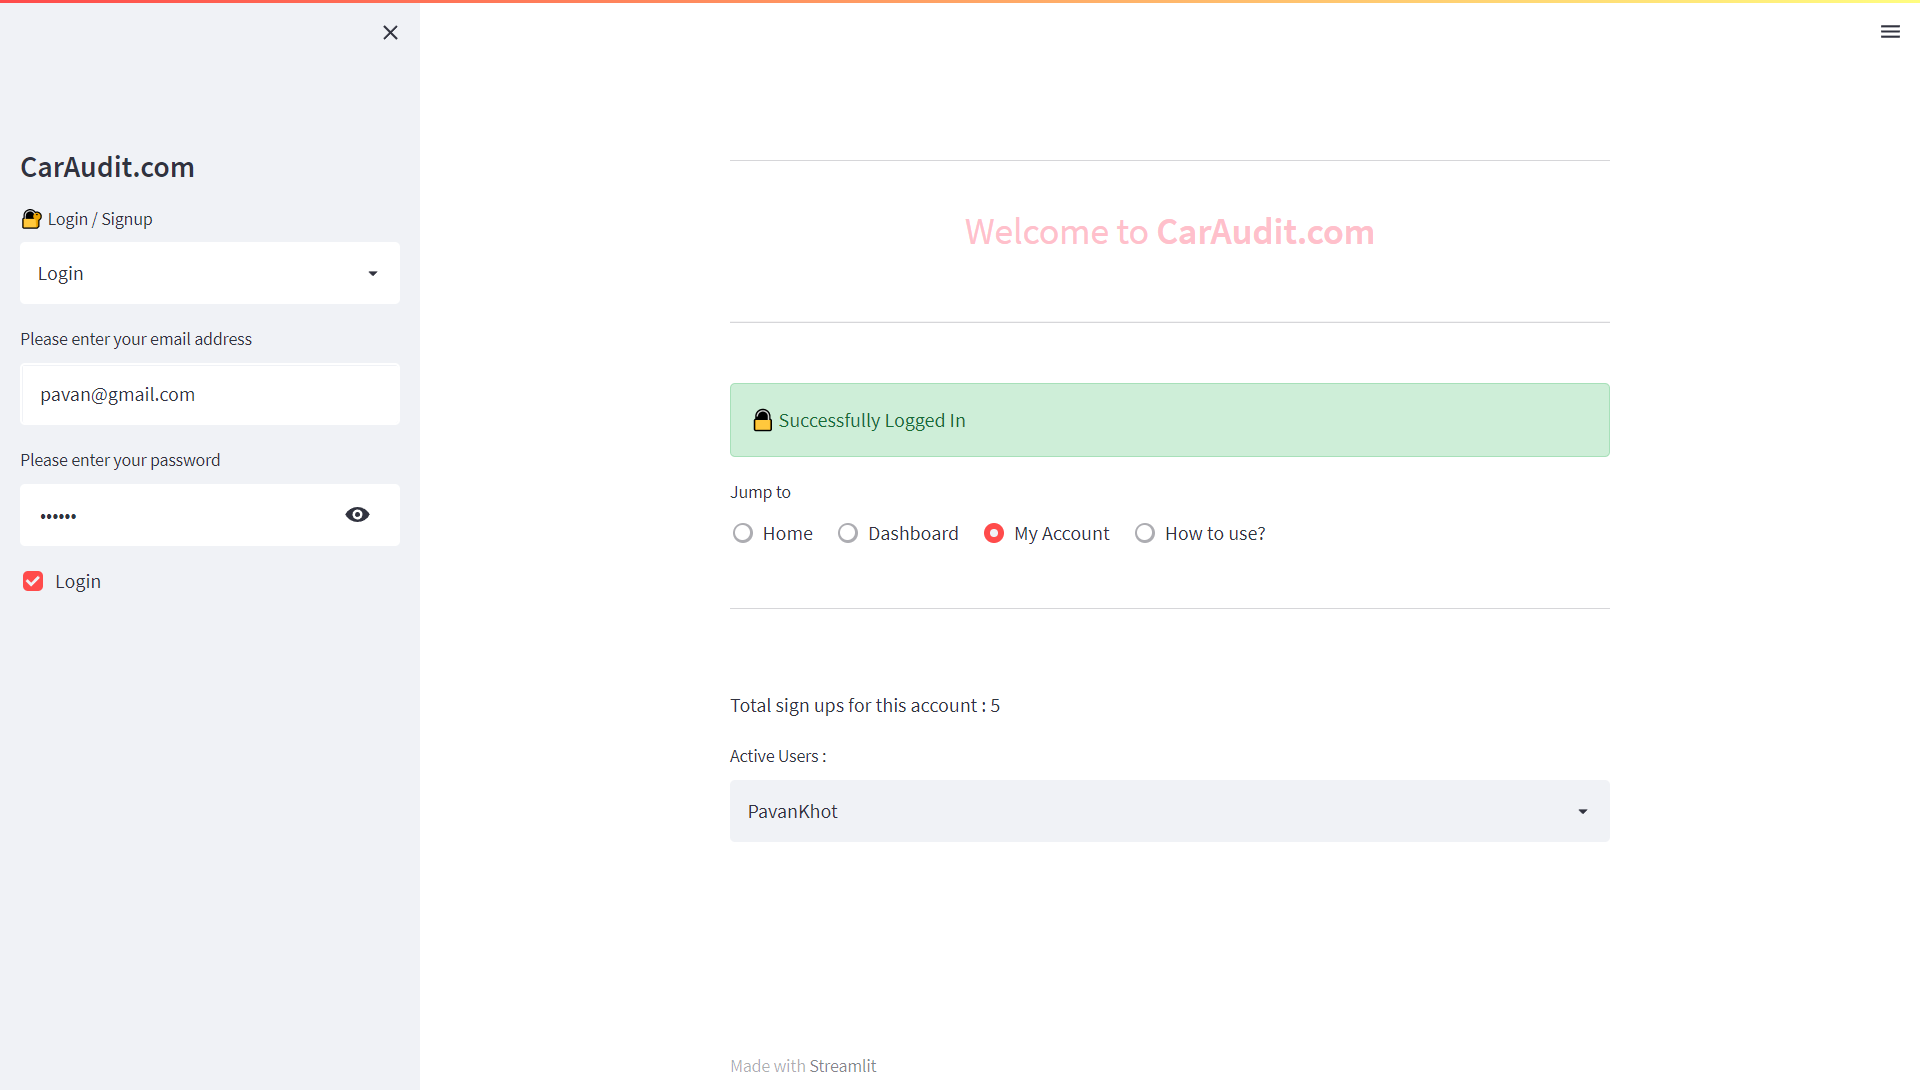 CarAudit.com
Login / Signup
Login
Please enter your email address
pavan@gmail.com
Please enter your password
••••••
Login
Welcome to CarAudit.com
Successfully Logged In
Jump to
Home Dashboard My Account How to use?
Total sign ups for this account : 5
Active Users :
PavanKhot
Made with Streamlit